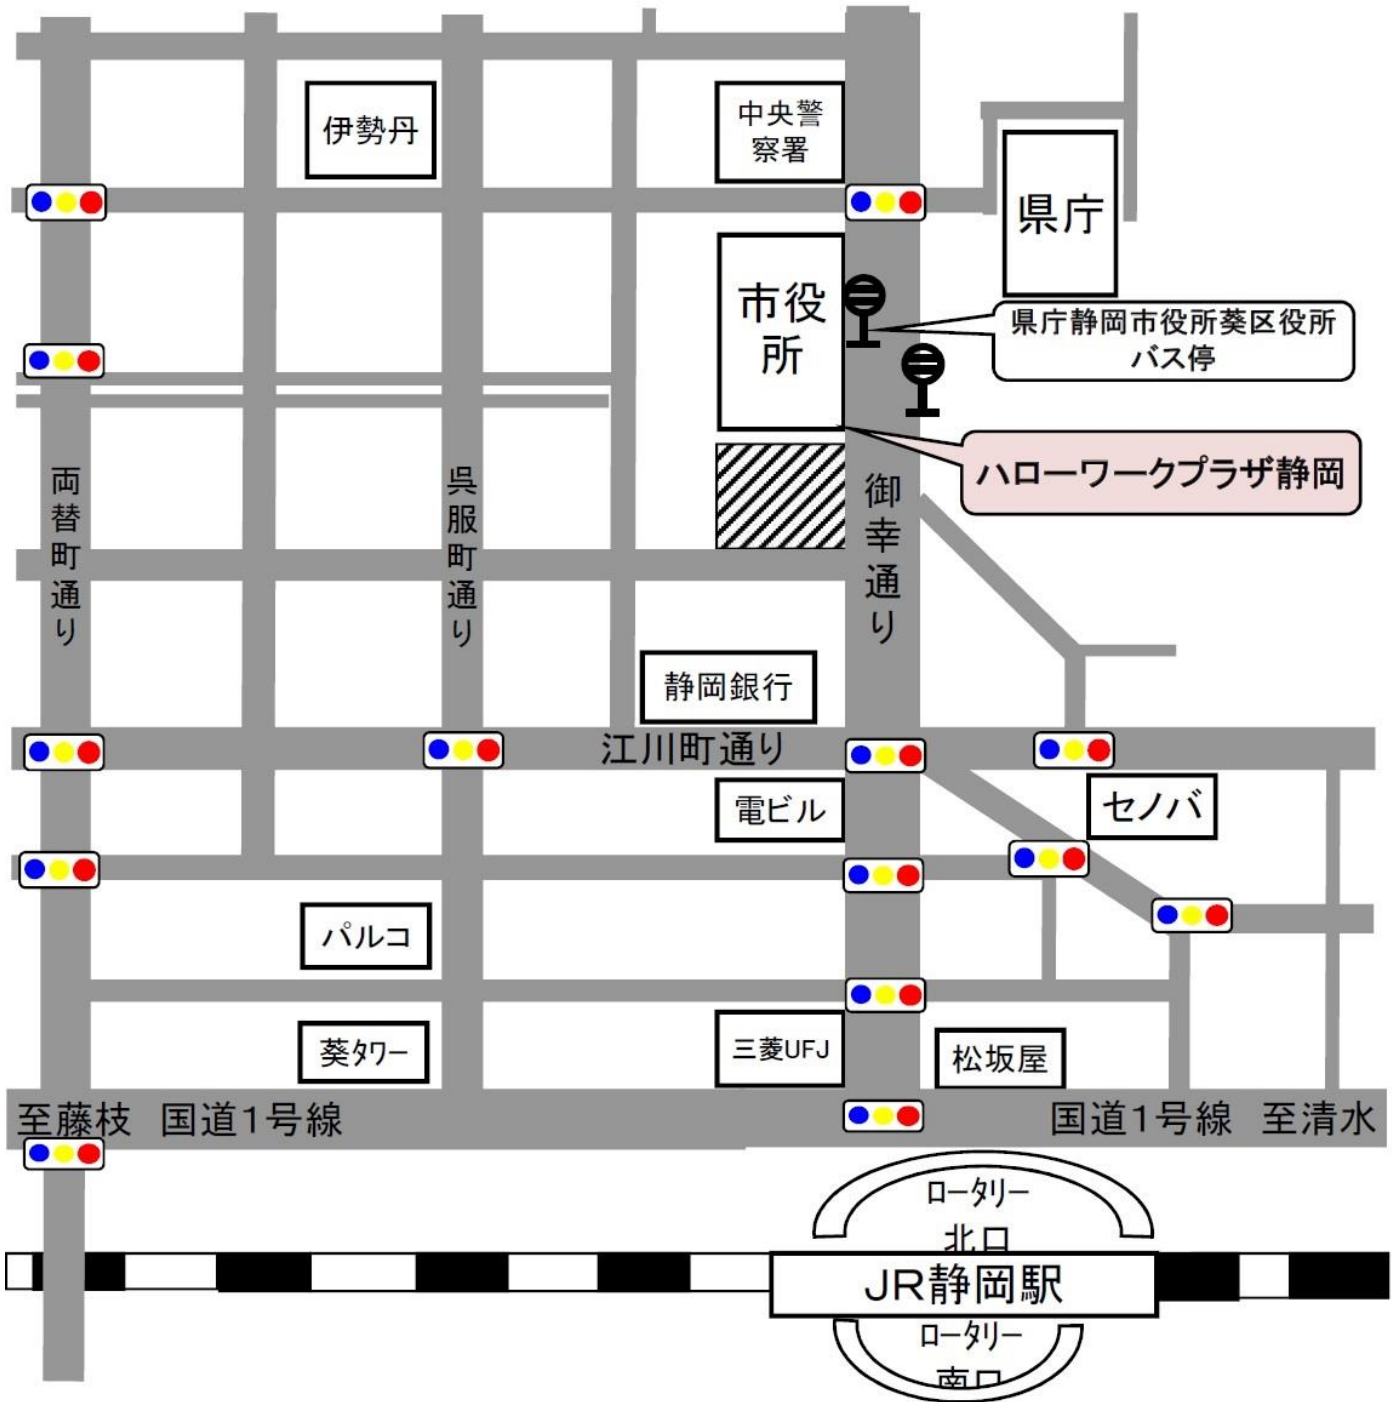 伊勢丹
中央警
察署
県庁
市役
所
県庁静岡市役所葵区役所
バス停
ハローワークプラザ静岡
両替町通り
呉服町通り
御幸通り
静岡銀行
江川町通り
電ビル
セノバ
パルコ
葵タワー
三菱UFJ
松坂屋
至藤枝 国道1号線
国道1号線 至清水
ロータリー
北口
JR静岡駅
ロータリー
南口